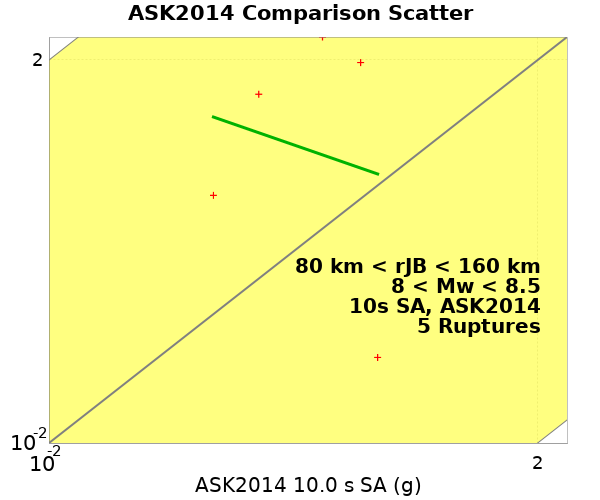 ASK2014 Comparison Scatter
2
80 km < rJB < 160 km
8 < Mw < 8.5
10s SA, ASK2014
5 Ruptures
10-2
10-2
2
ASK2014 10.0 s SA (g)